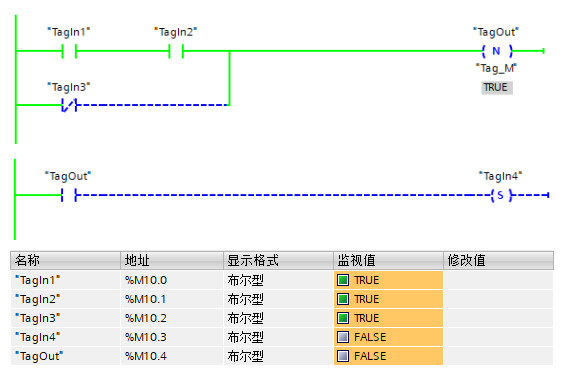 "TagIn1" "TagIn2" "TagOut"
N
"Tag_M"
"TagIn3" TRUE
"TagOut" "TagIn4"
S
名称 地址 显示格式 监视值 修改值
"TagIn1" %M10.0 布尔型 TRUE
"TagIn2" %M10.1 布尔型 TRUE
"TagIn3" %M10.2 布尔型 TRUE
"TagIn4" %M10.3 布尔型 FALSE
"TagOut" %M10.4 布尔型 FALSE